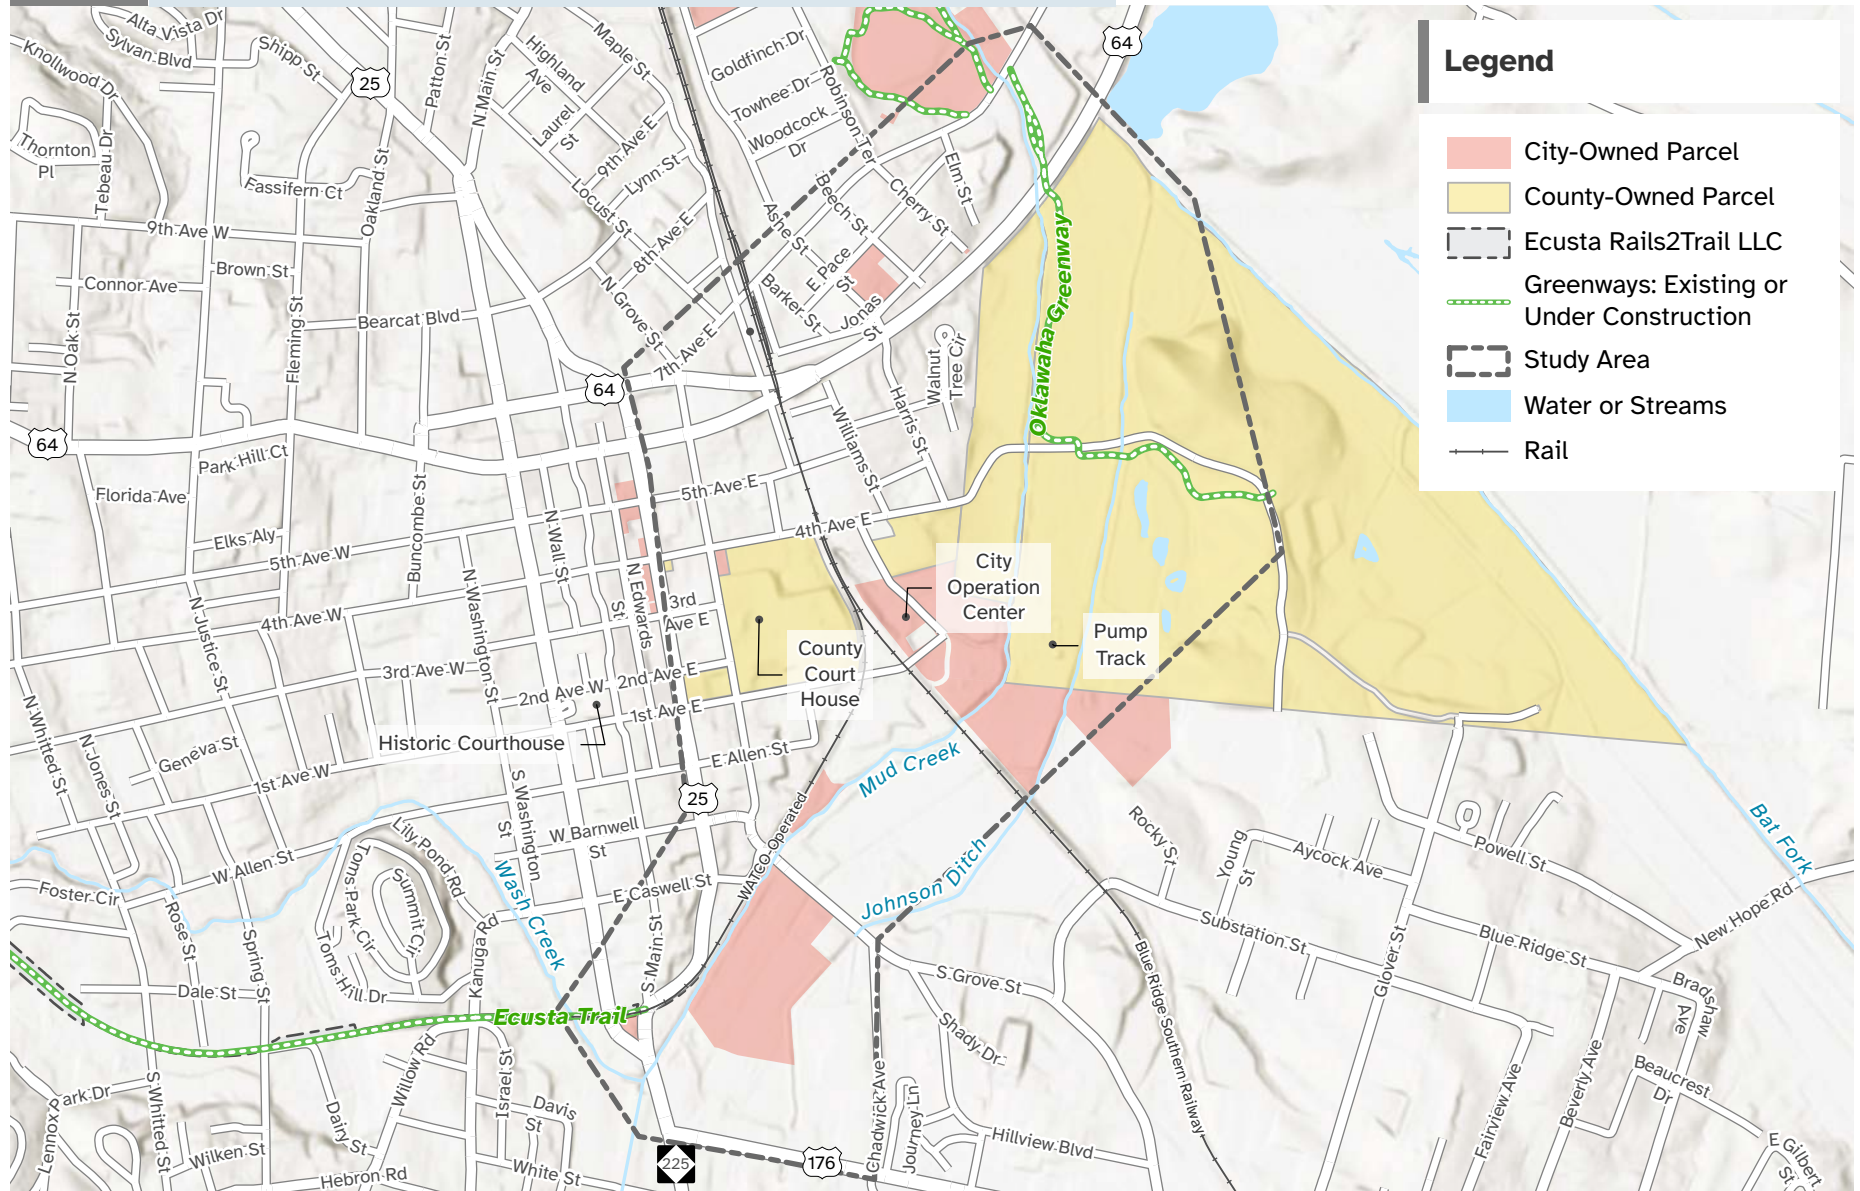 Legend
City-Owned Parcel
County-Owned Parcel
Ecusta Rails2Trail LLC
Greenways: Existing or
Under Construction
Study Area
Water or Streams
Rail
Alta Vista Dr
Sylvan Blvd
Knollwood Dr
Shipp St
25
Patton St
N Main St
Highland
Ave
Maple St
Goldfinch Dr
Towhee Dr
Woodcock
Dr
Robinson Ter
64
Thornton
Pl
Tebeau Dr
Fassifern Ct
Oakland St
Laurel
St
9th Ave E
Lynn St
Locust St
8th Ave E
Elm St
Cherry St
Beech St
Ashe St
E Pace
St
Barker St
Jonas
St
9th Ave W
Brown St
Connor Ave
N Oak St
Fleming St
Bearcat Blvd
N Grove St
7th Ave E
64
64
Walnut
Tree Cir
Harris St
Williams St
Oklawaha Greenway
Park Hill Ct
Florida Ave
Buncombe St
Elks Aly
5th Ave W
5th Ave E
4th Ave E
N Wall St
N Edwards
St
N Washington St
N Justice St
4th Ave W
3rd Ave W
3rd
Ave E
2nd Ave W
2nd Ave E
1st Ave E
City
Operation
Center
Pump
Track
County
Court
House
Historic Courthouse
N Whitted St
N Jones St
Geneva St
1st Ave W
E Allen St
25
Mud Creek
S Washington
St
W Barnwell
St
WATCO Operated
Lily Pond Rd
W Allen St
Foster Cir
Toms Park Cir
Summit Cir
Wash Creek
E Caswell St
Johnson Ditch
Rocky St
Young
St
Aycock Ave
Powell St
Bat Fork
New Hope Rd
Rose St
Spring St
Toms Hill Dr
Kanuga Rd
S Main St
Dale St
Ecusta Trail
S Grove St
Shady Dr
Substation St
Blue Ridge St
Glover St
Blue Ridge Southern Railway
Bradshaw
Ave
Beaucrest
Dr
Beverly Ave
Fairview Ave
E Gilbert
St
Park Dr
Lennox
S Whitted St
Wilken St
Dairy St
Willow Rd
Israel St
Davis
St
White St
Hebron Rd
225
176
Chadwick Ave
Journey Ln
Hillview Blvd